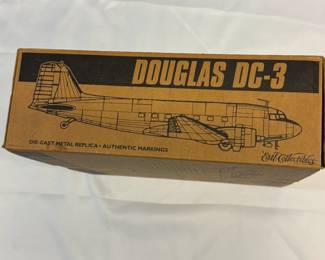 DOUGLAS DC-3
DIE-CAST METAL REPLICA • AUTHENTIC MARKINGS
Ertl Collectibles